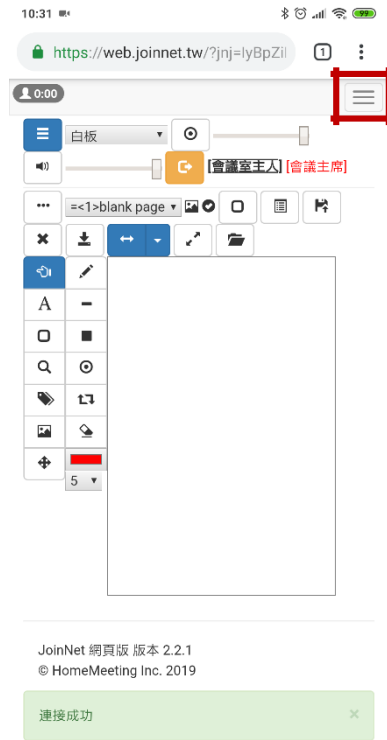 10:31
99
https://web.joinnet.tw/?jnj=IyBpZil
1
0:00
白板
[會議室主人] [會議主席]
=<1>blank page
A
5
JoinNet 網頁版 版本 2.2.1
© HomeMeeting Inc. 2019
連接成功 ×